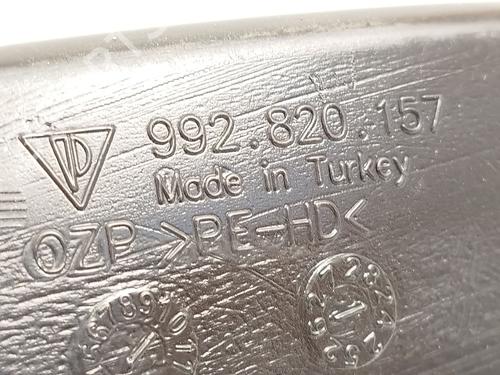 992.820.157
Made in Turkey
OZP >PE-HD<